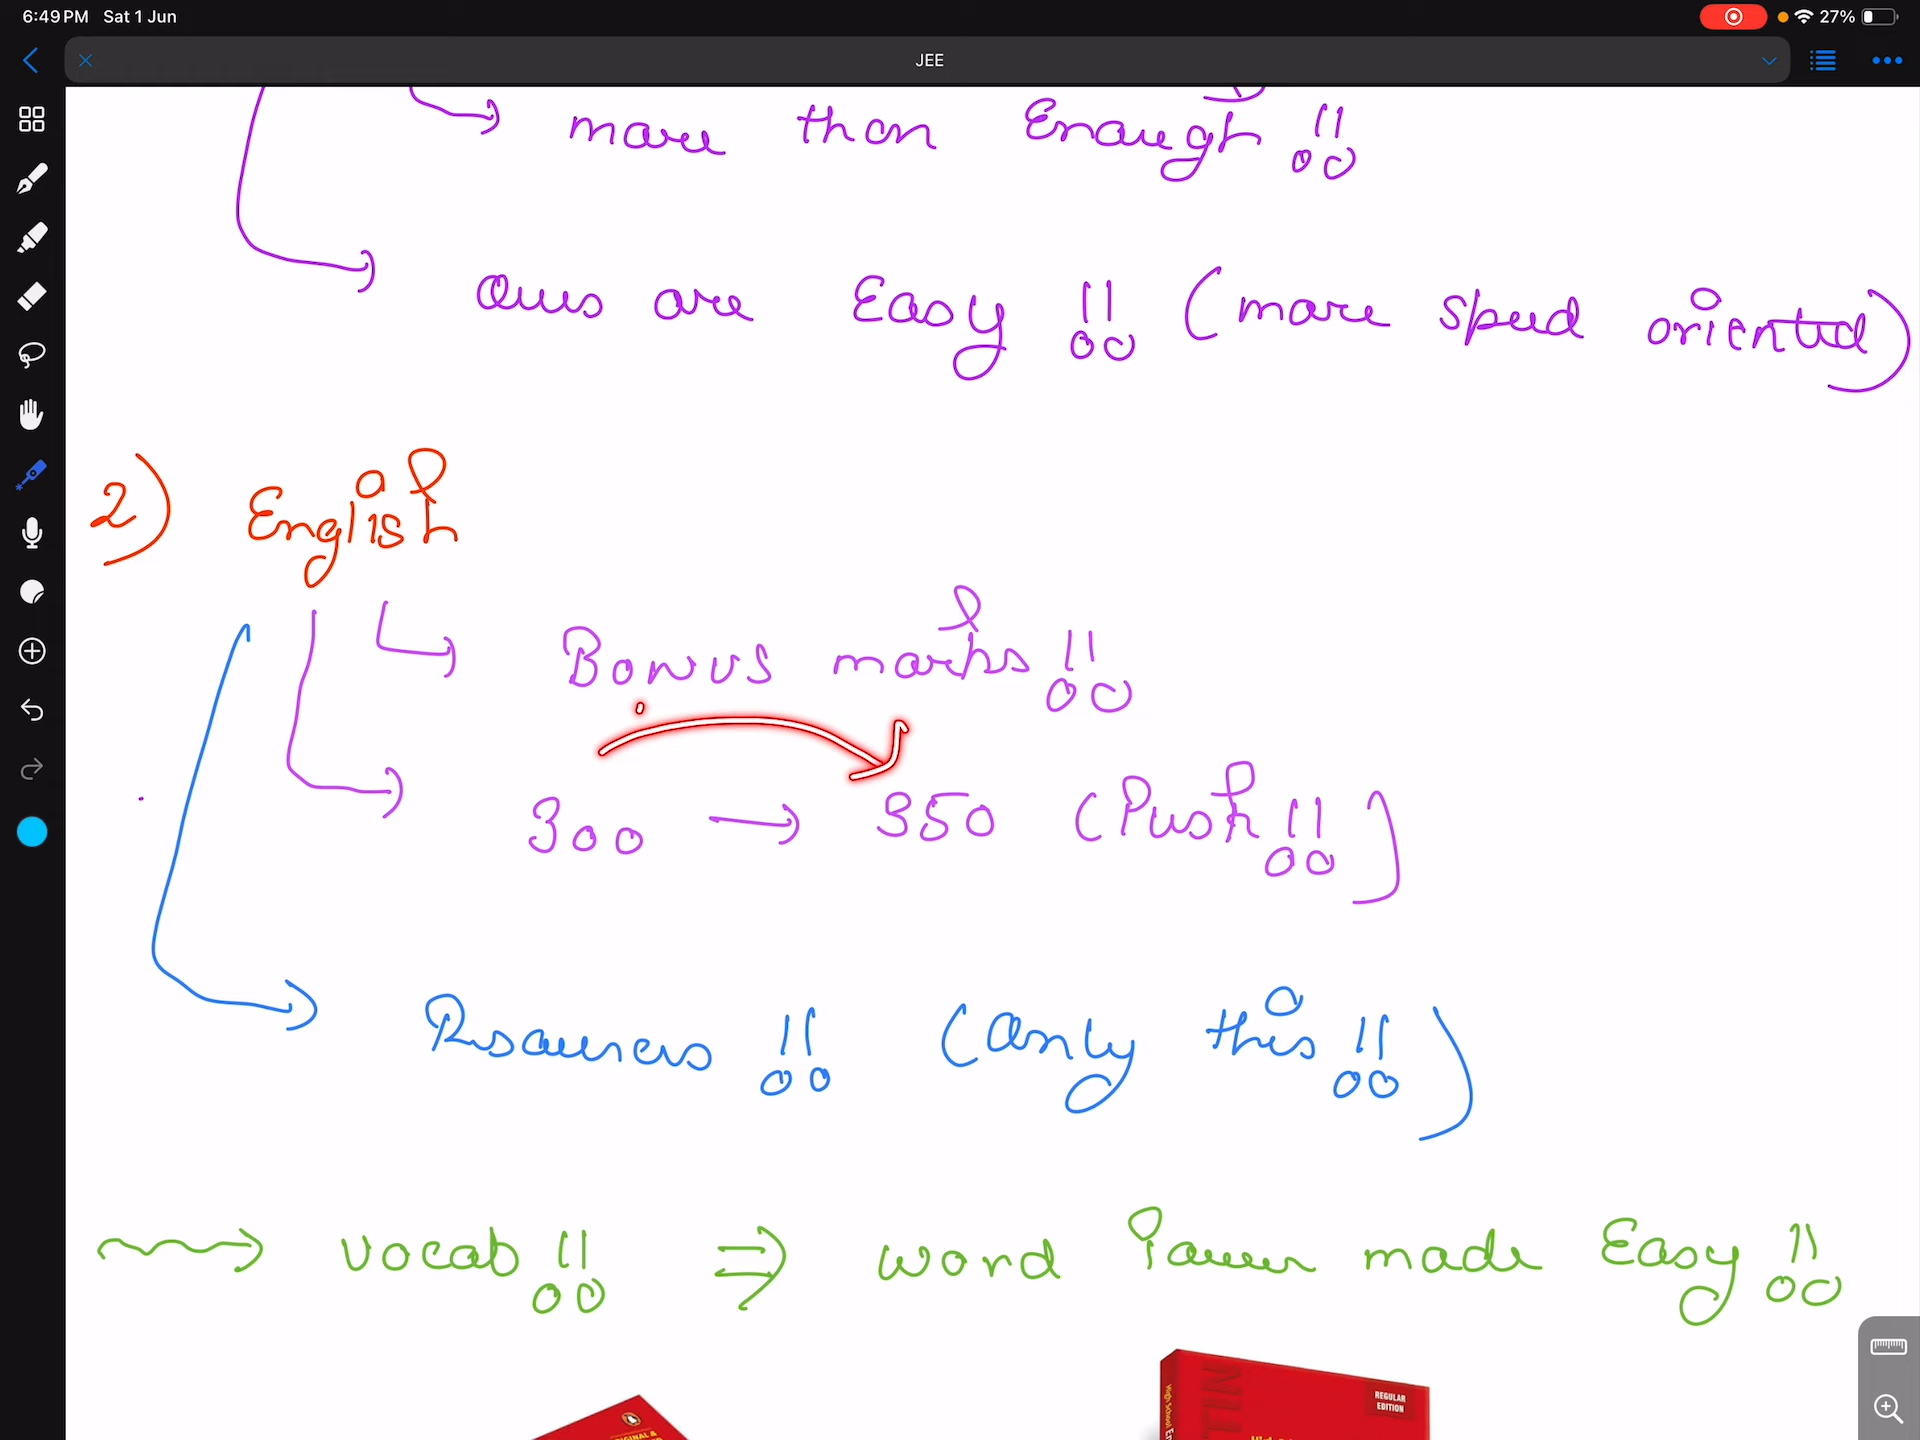 6:49 PM Sat 1 Jun
27%
JEE
more than Enough !!
Ques are Easy !! (more speed oriented)
2) English
Bonus marks !!
300 → 350 (Push !!)
Resources !! (Only this !!)
Vocab !! ⇒ word Power made Easy !!
REGULAR
EDITION